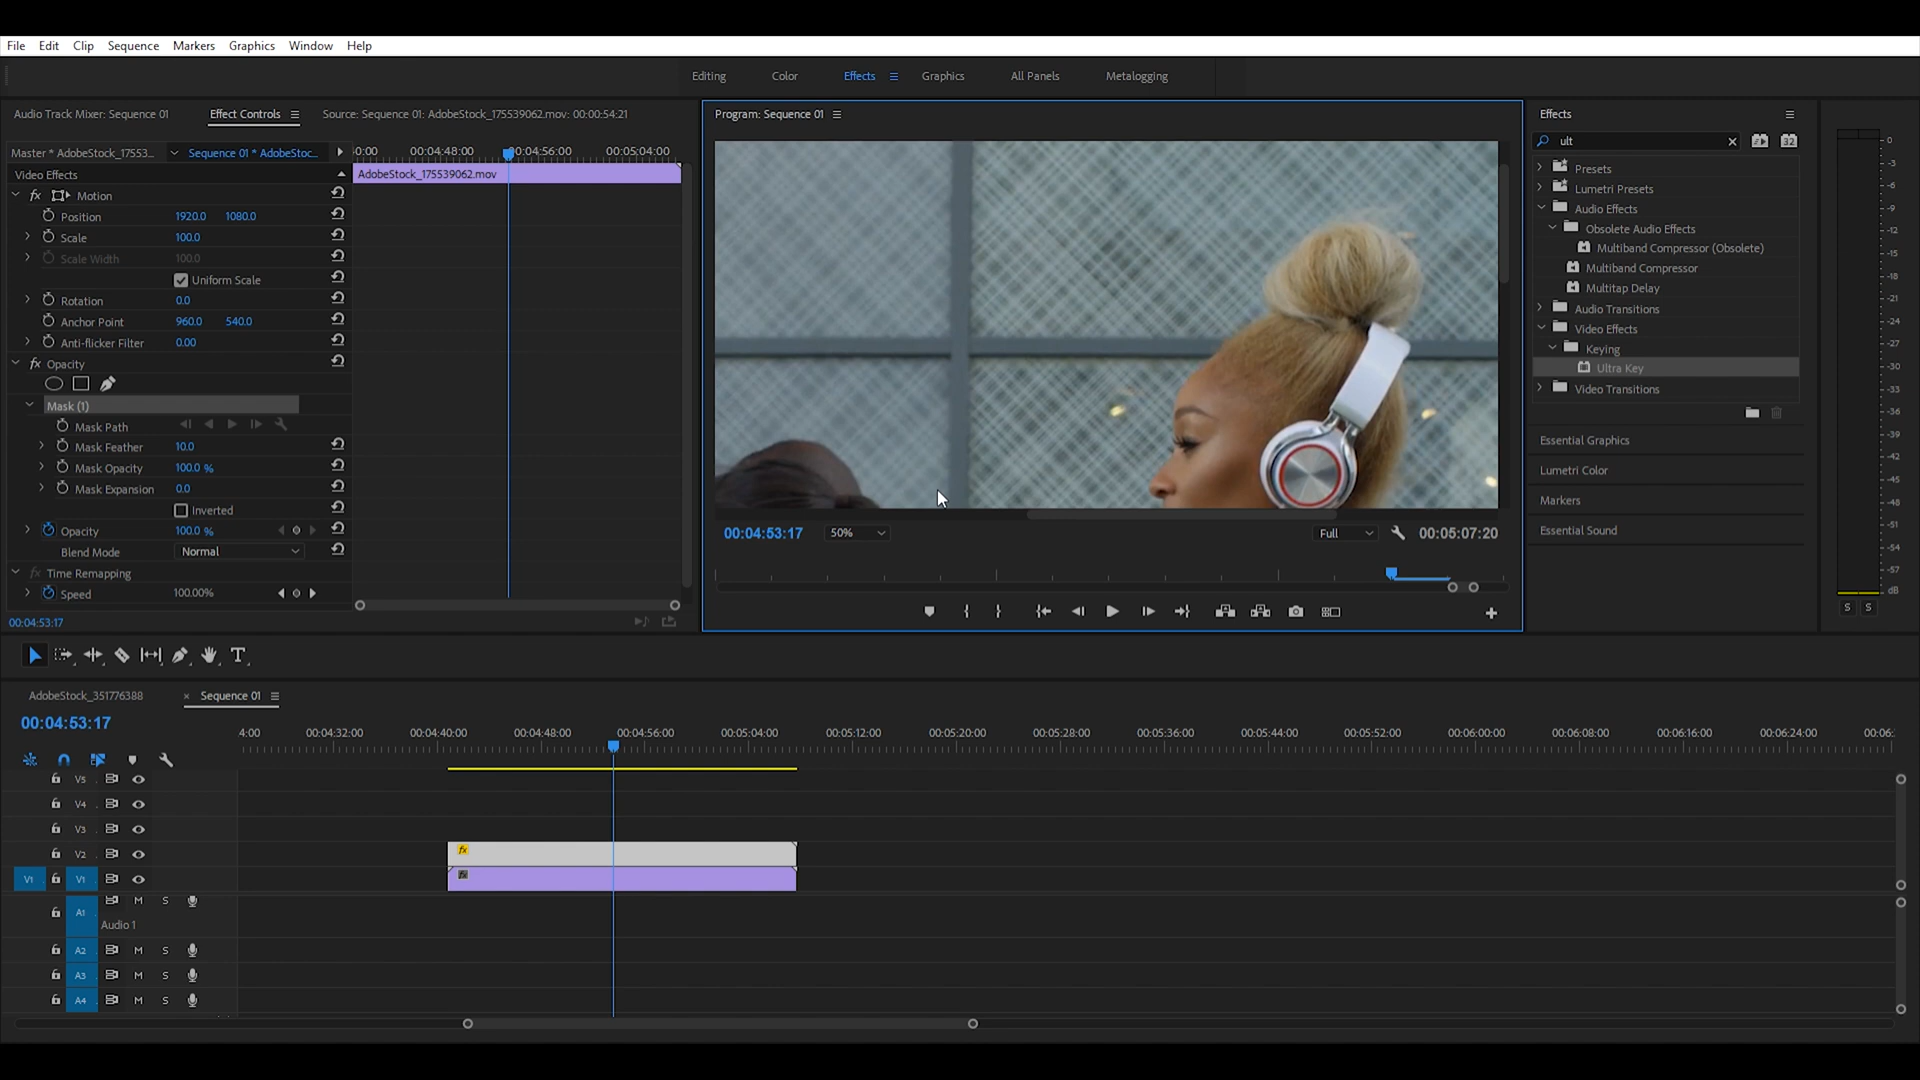 File Edit Clip Sequence Markers Graphics Window Help
Editing Color Effects Graphics All Panels Metalogging
Audio Track Mixer: Sequence 01 Effect Controls Source: Sequence 01: AdobeStock_175539062.mov: 00:00:54:21
Master * AdobeStock_17553... Sequence 01 * AdobeStoc...
:40:00 00:04:48:00 00:04:56:00 00:05:04:00
Video Effects
AdobeStock_175539062.mov
fx Motion
Position 1920.0 1080.0
Scale 100.0
Scale Width 100.0
Uniform Scale
Rotation 0.0
Anchor Point 960.0 540.0
Anti-flicker Filter 0.00
fx Opacity
Mask (1)
Mask Path
Mask Feather 10.0
Mask Opacity 100.0 %
Mask Expansion 0.0
Inverted
Opacity 100.0 %
Blend Mode Normal
fx Time Remapping
Speed 100.00%
00:04:53:17
Program: Sequence 01
00:04:53:17 50% Full 00:05:07:20
Effects
ult
32
Presets
Lumetri Presets
Audio Effects
Obsolete Audio Effects
Multiband Compressor (Obsolete)
Multiband Compressor
Multitap Delay
Audio Transitions
Video Effects
Keying
Ultra Key
Video Transitions
Essential Graphics
Lumetri Color
Markers
Essential Sound
0
-3
-6
-9
-12
-15
-18
-21
-24
-27
-30
-33
-36
-39
-42
-45
-48
-51
-54
-57
dB
S S
T
AdobeStock_351776388 × Sequence 01
00:04:53:17
4:00 00:04:32:00 00:04:40:00 00:04:48:00 00:04:56:00 00:05:04:00 00:05:12:00 00:05:20:00 00:05:28:00 00:05:36:00 00:05:44:00 00:05:52:00 00:06:00:00 00:06:08:00 00:06:16:00 00:06:24:00 00:06:
V5
V4
V3
V2 fx
V1 V1 fx
A1 M S
Audio 1
A2 M S
A3 M S
A4 M S